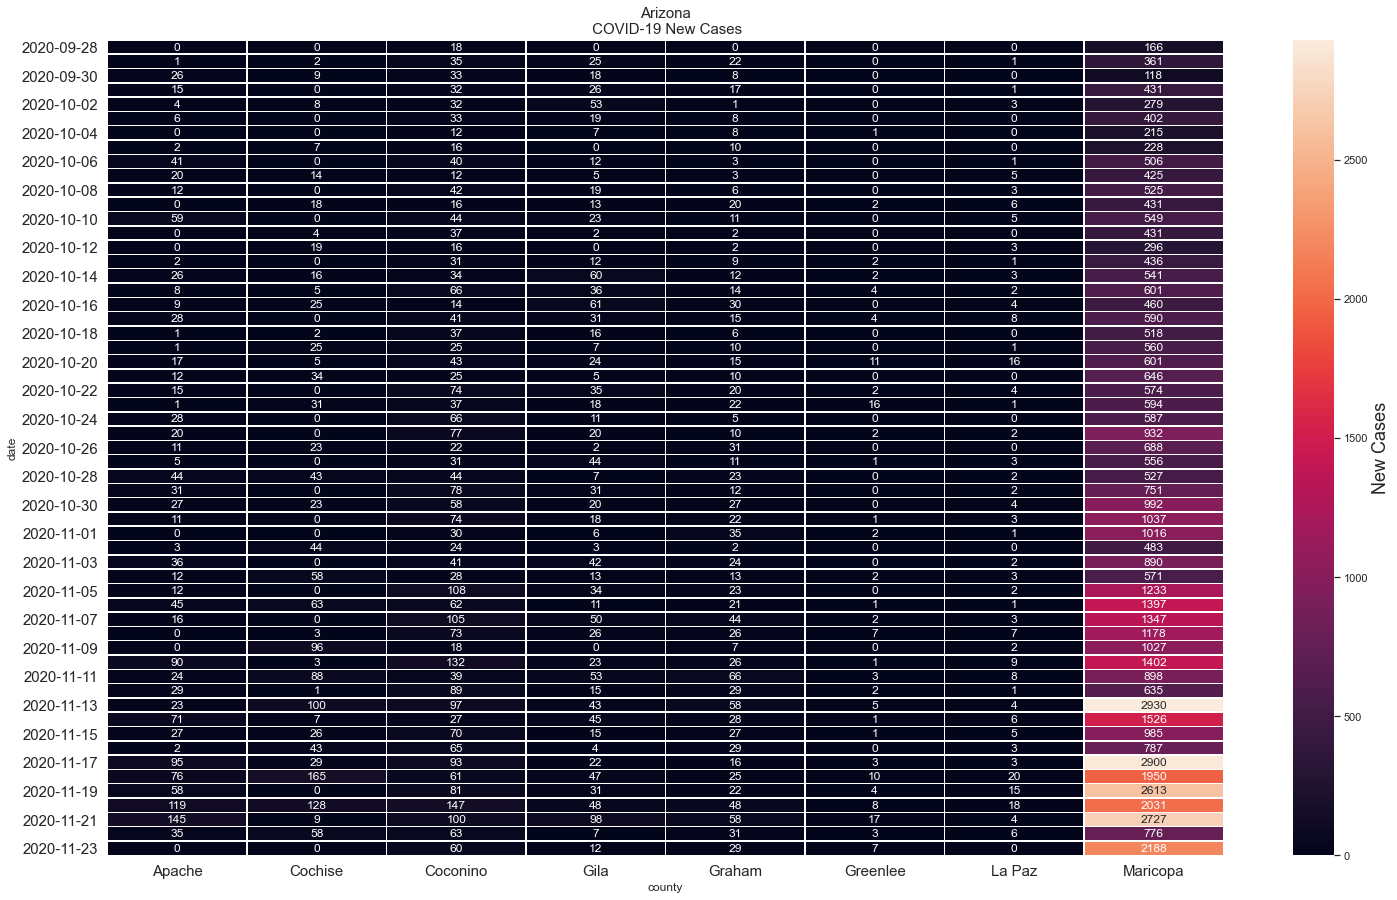 Arizona
COVID-19 New Cases
2020-09-28 0 0 18 0 0 0 0 166
1 2 35 25 22 0 1 361
2020-09-30 26 9 33 18 8 0 0 118
15 0 32 26 17 0 1 431
2020-10-02 4 8 32 53 1 0 3 279
6 0 33 19 8 0 0 402
2020-10-04 0 0 12 7 8 1 0 215
2 7 16 0 10 0 0 228
2020-10-06 41 0 40 12 3 0 1 506
20 14 12 5 3 0 5 425
2020-10-08 12 0 42 19 6 0 3 525
0 18 16 13 20 2 6 431
2020-10-10 59 0 44 23 11 0 5 549
0 4 37 2 2 0 0 431
2020-10-12 0 19 16 0 2 0 3 296
2 0 31 12 9 2 1 436
2020-10-14 26 16 34 60 12 2 3 541
8 5 66 36 14 4 2 601
2020-10-16 9 25 14 61 30 0 4 460
28 0 41 31 15 4 8 590
2020-10-18 1 2 37 16 6 0 0 518
1 25 25 7 10 0 1 560
2020-10-20 17 5 43 24 15 11 16 601
12 34 25 5 10 0 0 646
2020-10-22 15 0 74 35 20 2 4 574
1 31 37 18 22 16 1 594
2020-10-24 28 0 66 11 5 0 0 587
20 0 77 20 10 2 2 932
2020-10-26 11 23 22 2 31 0 0 688
5 0 31 44 11 1 3 556
2020-10-28 44 43 44 7 23 0 2 527
31 0 78 31 12 0 2 751
2020-10-30 27 23 58 20 27 0 4 992
11 0 74 18 22 1 3 1037
2020-11-01 0 0 30 6 35 2 1 1016
3 44 24 3 2 0 0 483
2020-11-03 36 0 41 42 24 0 2 890
12 58 28 13 13 2 3 571
2020-11-05 12 0 108 34 23 0 2 1233
45 63 62 11 21 1 1 1397
2020-11-07 16 0 105 50 44 2 3 1347
0 3 73 26 26 7 7 1178
2020-11-09 0 96 18 0 7 0 2 1027
90 3 132 23 26 1 9 1402
2020-11-11 24 88 39 53 66 3 8 898
29 1 89 15 29 2 1 635
2020-11-13 23 100 97 43 58 5 4 2930
71 7 27 45 28 1 6 1526
2020-11-15 27 26 70 15 27 1 5 985
2 43 65 4 29 0 3 787
2020-11-17 95 29 93 22 16 3 3 2900
76 165 61 47 25 10 20 1950
2020-11-19 58 0 81 31 22 4 15 2613
119 128 147 48 48 8 18 2031
2020-11-21 145 9 100 98 58 17 4 2727
35 58 63 7 31 3 6 776
2020-11-23 0 0 60 12 29 7 0 2188
Apache Cochise Coconino Gila Graham Greenlee La Paz Maricopa
county
date
2500
2000
1500
1000
500
0
New Cases